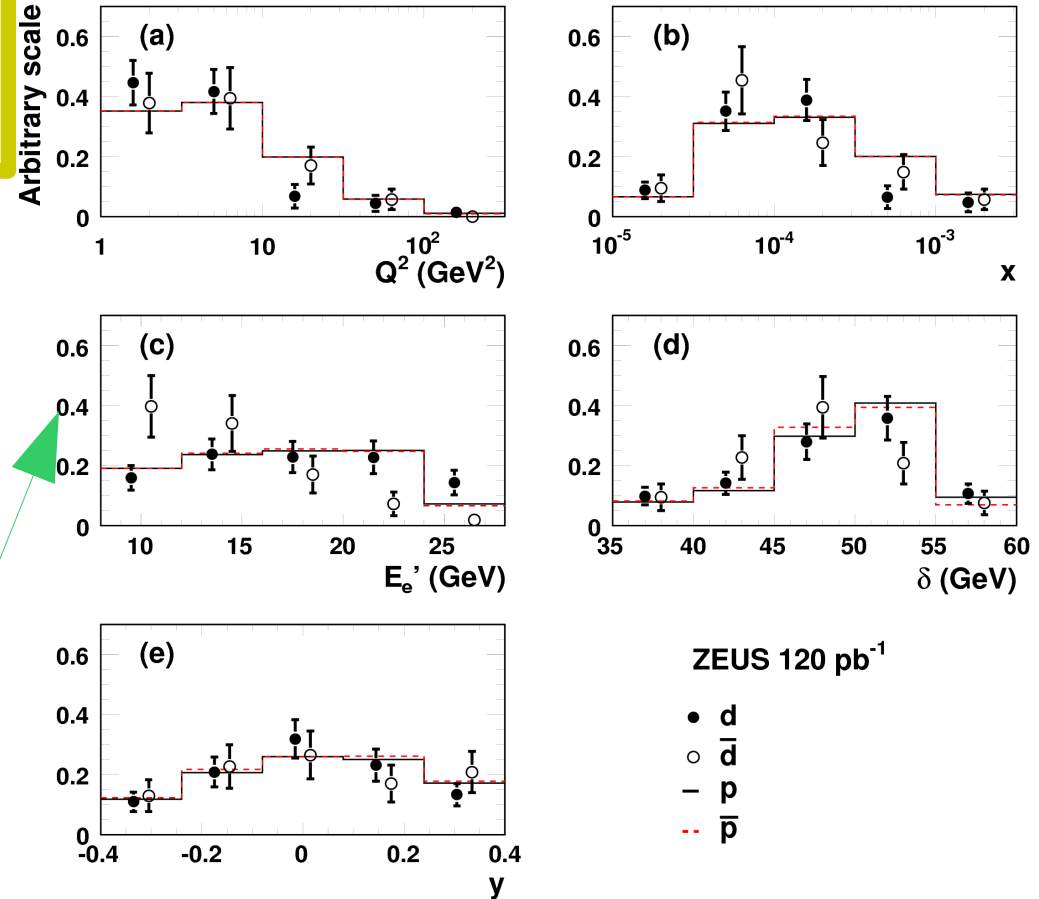 Arbitrary scale
(a)
0.6
0.4
0.2
0
1 10 10²
Q² (GeV²)
(b)
0.6
0.4
0.2
0
10⁻⁵ 10⁻⁴ 10⁻³
x
(c)
0.6
0.4
0.2
0
10 15 20 25
Eₑ’ (GeV)
(d)
0.6
0.4
0.2
0
35 40 45 50 55 60
δ (GeV)
(e)
0.6
0.4
0.2
0
-0.4 -0.2 0 0.2 0.4
y
ZEUS 120 pb⁻¹
d
d̅
p
p̅